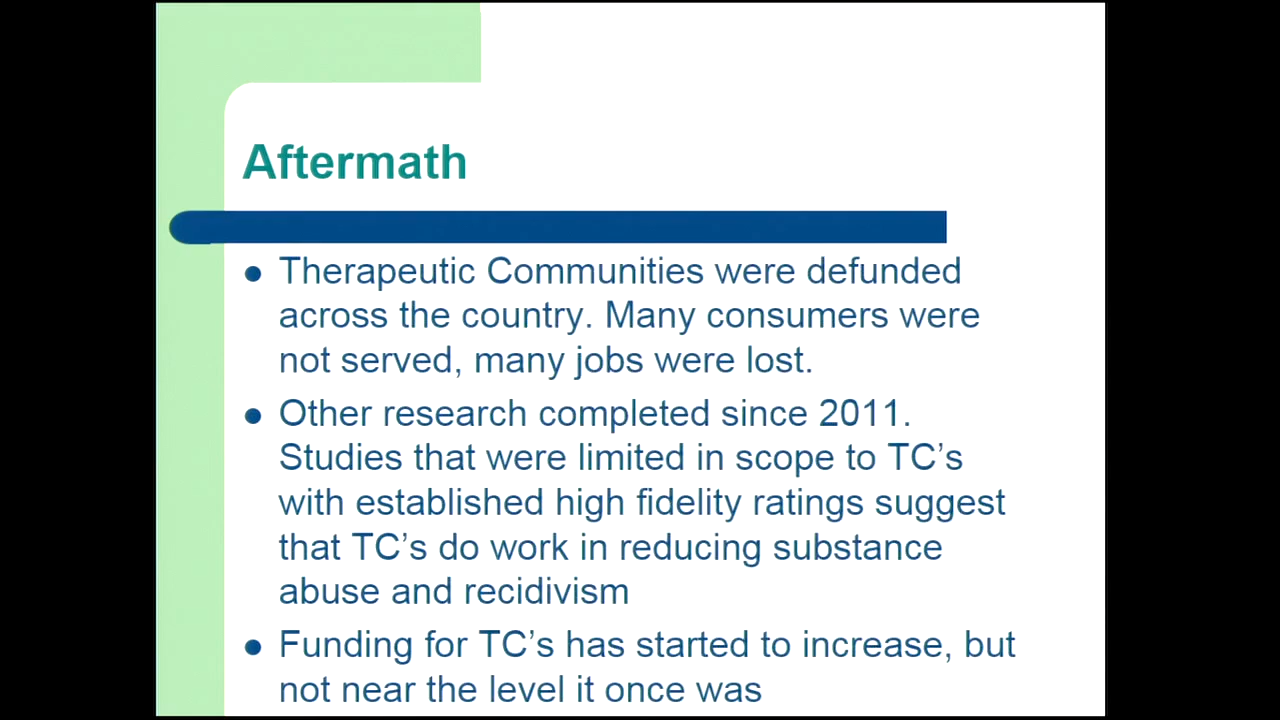 Aftermath
Therapeutic Communities were defunded
across the country. Many consumers were
not served, many jobs were lost.
Other research completed since 2011.
Studies that were limited in scope to TC's
with established high fidelity ratings suggest
that TC's do work in reducing substance
abuse and recidivism
Funding for TC's has started to increase, but
not near the level it once was